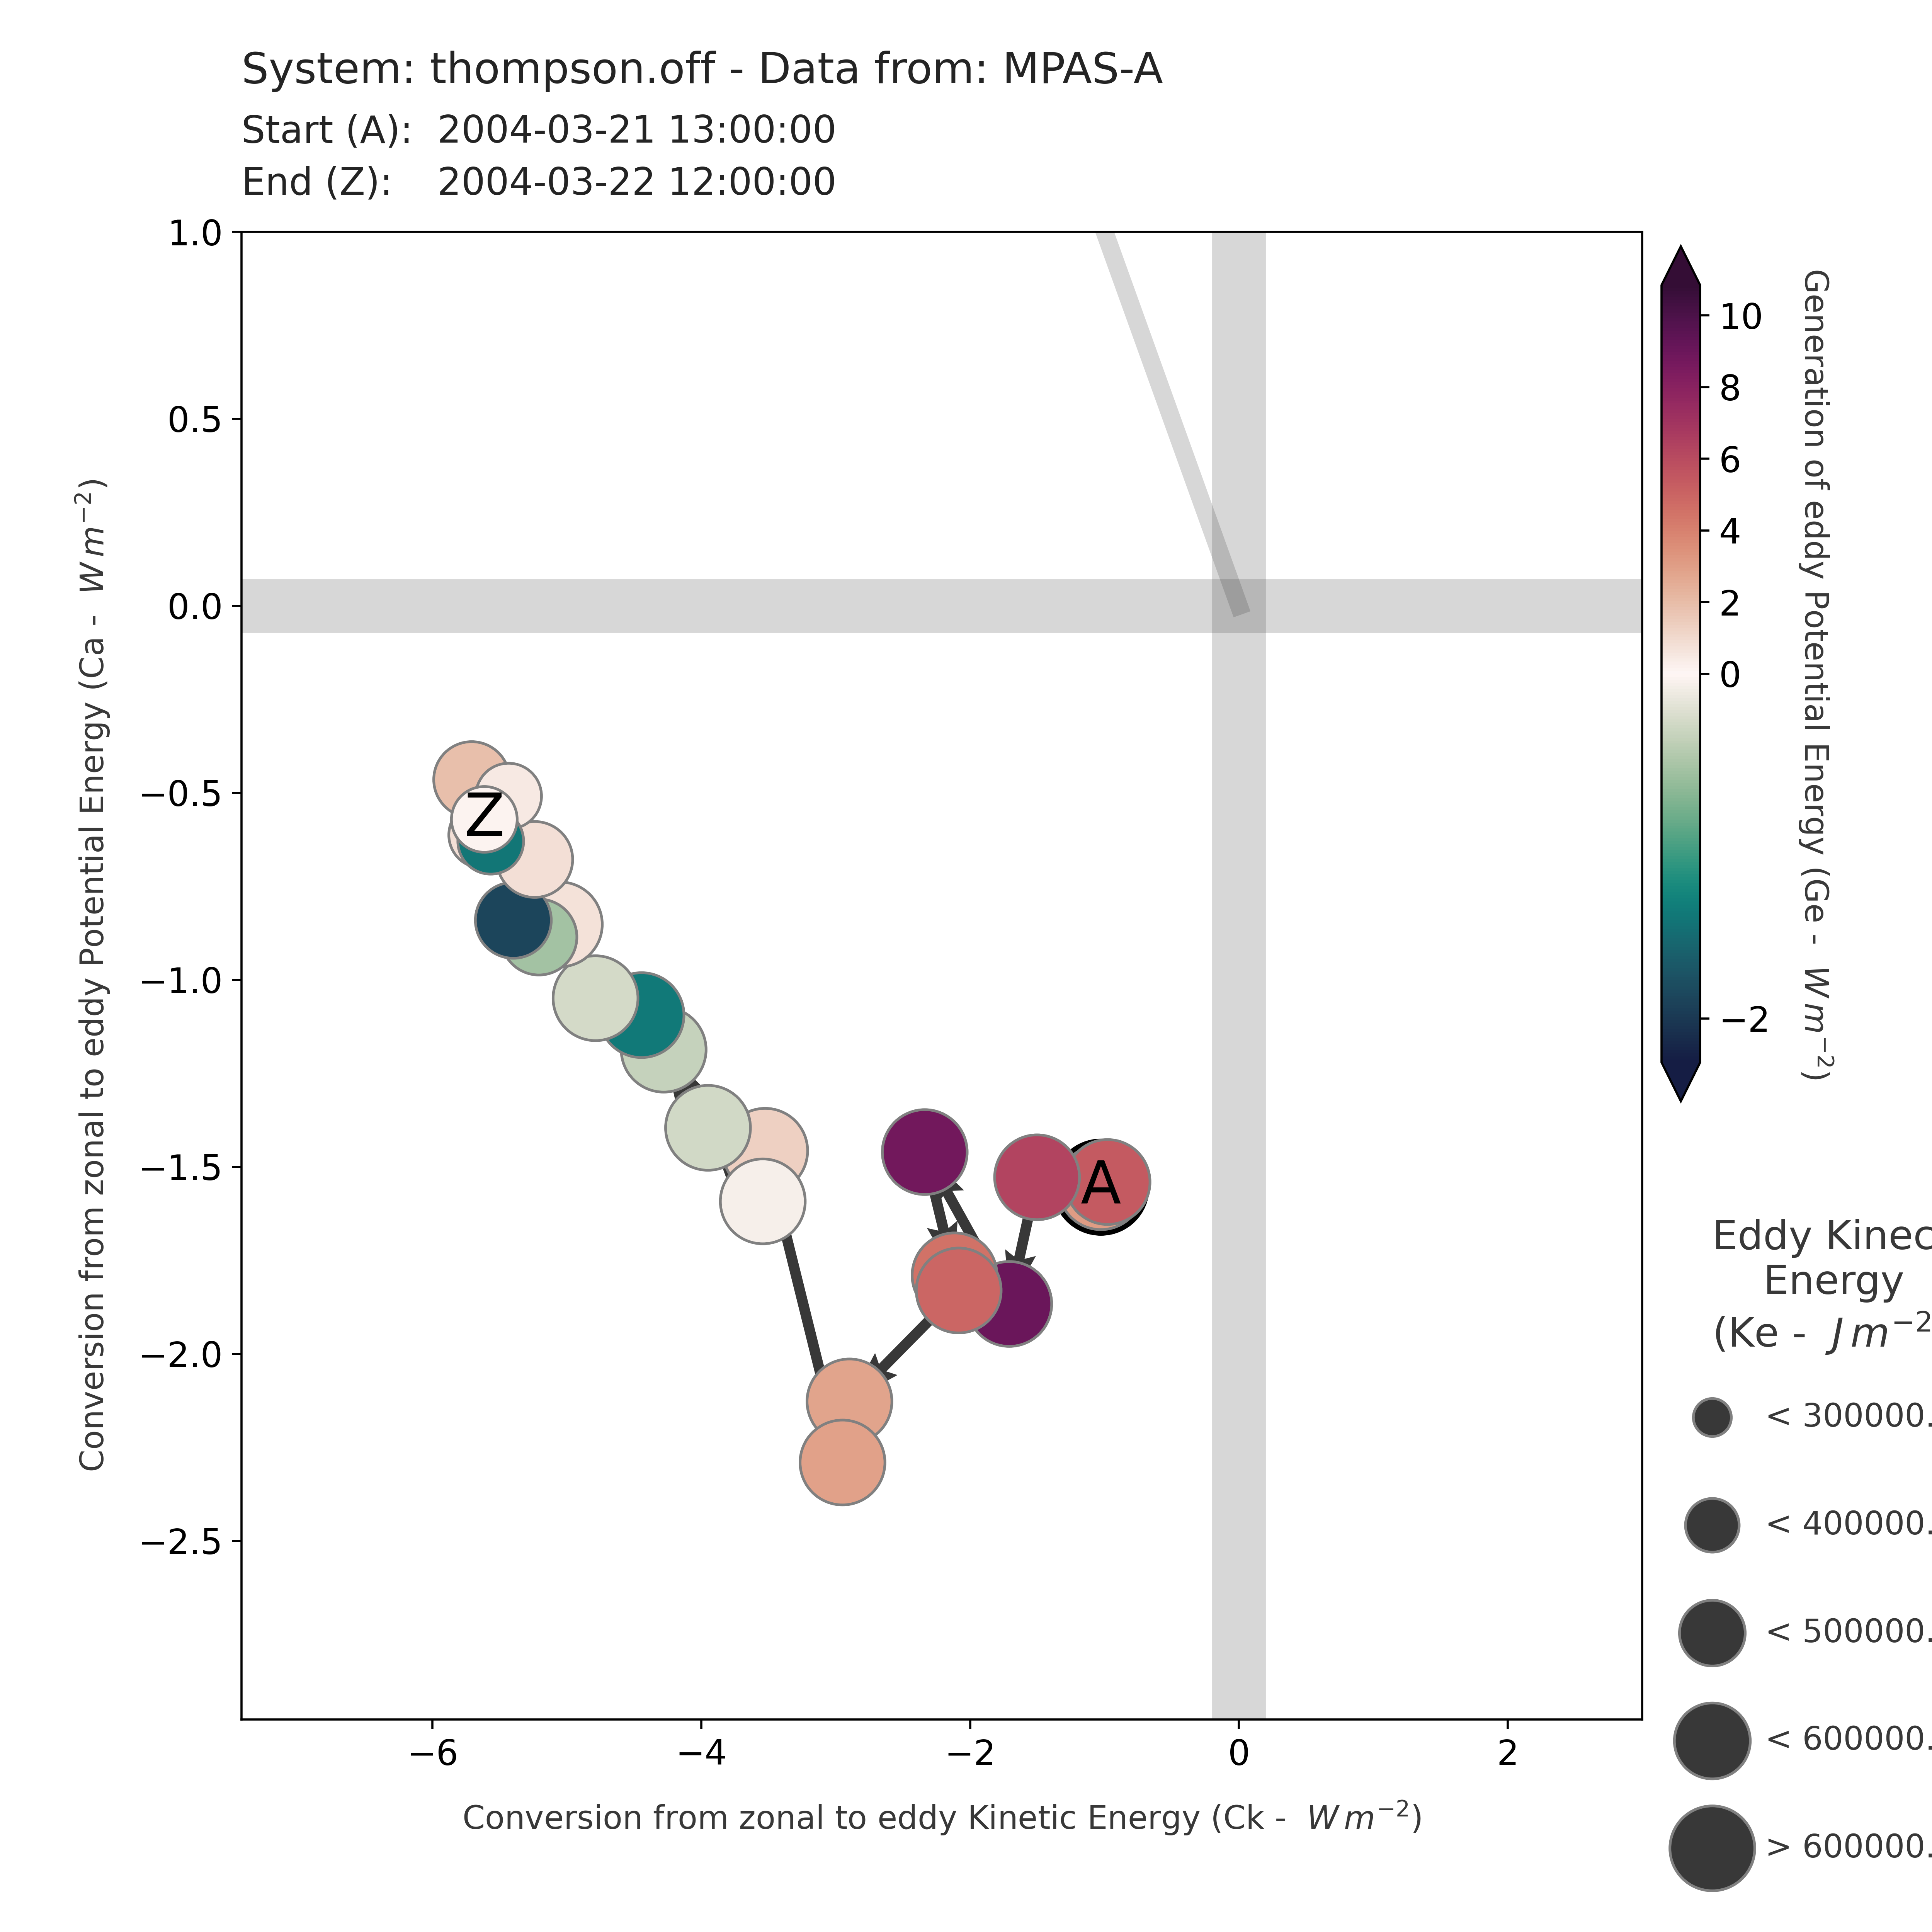 System: thompson.off - Data from: MPAS-A
Start (A): 2004-03-21 13:00:00
End (Z): 2004-03-22 12:00:00
1.0
0.5
0.0
−0.5
−1.0
−1.5
−2.0
−2.5
Conversion from zonal to eddy Potential Energy (Ca - W m⁻²)
Z
A
−6
−4
−2
0
2
Conversion from zonal to eddy Kinetic Energy (Ck - W m⁻²)
10
8
6
4
2
0
−2
Generation of eddy Potential Energy (Ge - W m⁻²)
Eddy Kinec
Energy
(Ke - J m⁻²
< 300000.
< 400000.
< 500000.
< 600000.
> 600000.